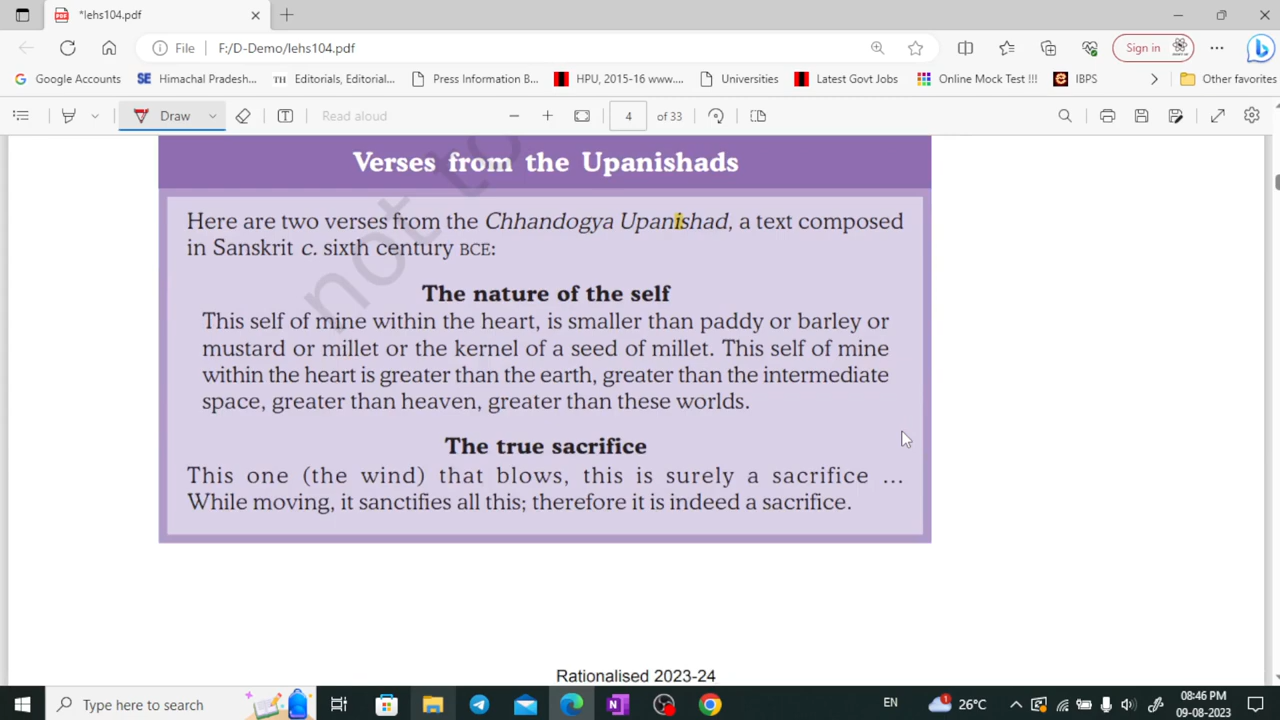 *lehs104.pdf
File F:/D-Demo/lehs104.pdf Sign in
Google Accounts SE Himachal Pradesh... TH Editorials, Editorial... Press Information B... HPU, 2015-16 www.... Universities Latest Govt Jobs Online Mock Test !!! IBPS Other favorites
Draw Read aloud 4 of 33
not to
Verses from the Upanishads
Here are two verses from the Chhandogya Upanishad, a text composed
in Sanskrit c. sixth century BCE:
The nature of the self
This self of mine within the heart, is smaller than paddy or barley or
mustard or millet or the kernel of a seed of millet. This self of mine
within the heart is greater than the earth, greater than the intermediate
space, greater than heaven, greater than these worlds.
The true sacrifice
This one (the wind) that blows, this is surely a sacrifice ...
While moving, it sanctifies all this; therefore it is indeed a sacrifice.
Rationalised 2023-24
Type here to search EN 26°C 08:46 PM
09-08-2023